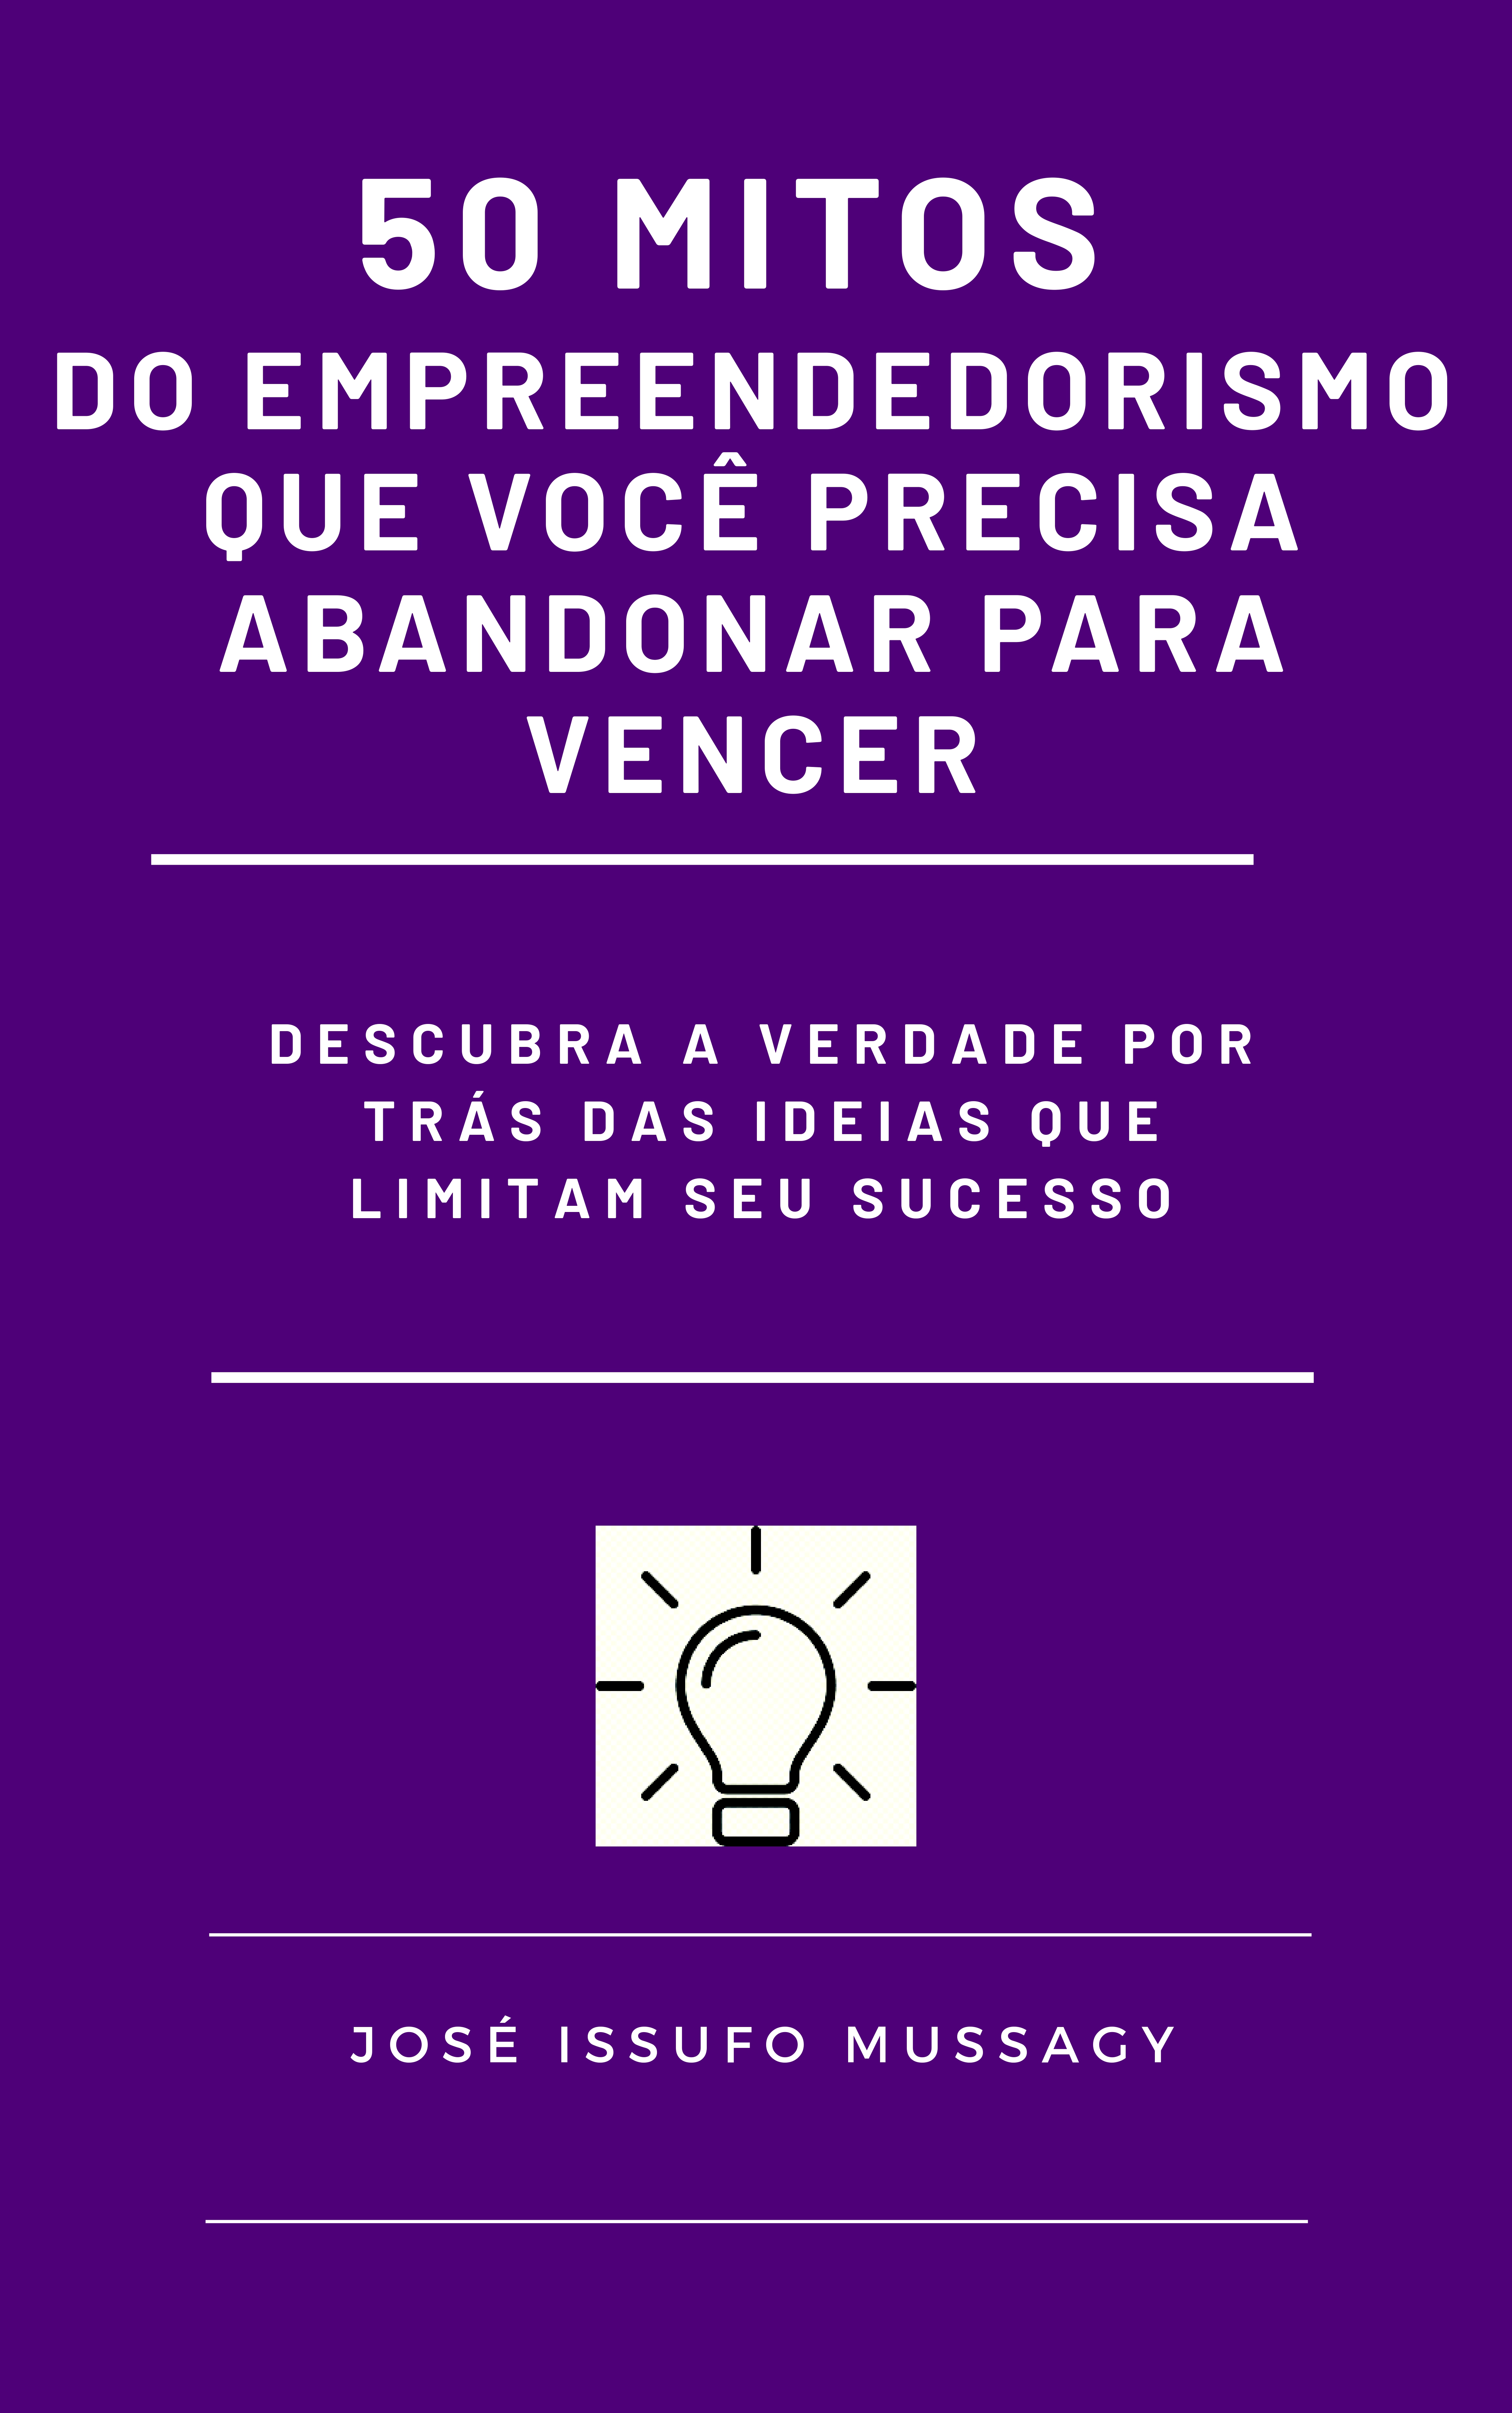 50 MITOS
DO EMPREENDEDORISMO
QUE VOCÊ PRECISA
ABANDONAR PARA
VENCER
DESCUBRA A VERDADE POR
TRÁS DAS IDEIAS QUE
LIMITAM SEU SUCESSO
JOSÉ ISSUFO MUSSAGY